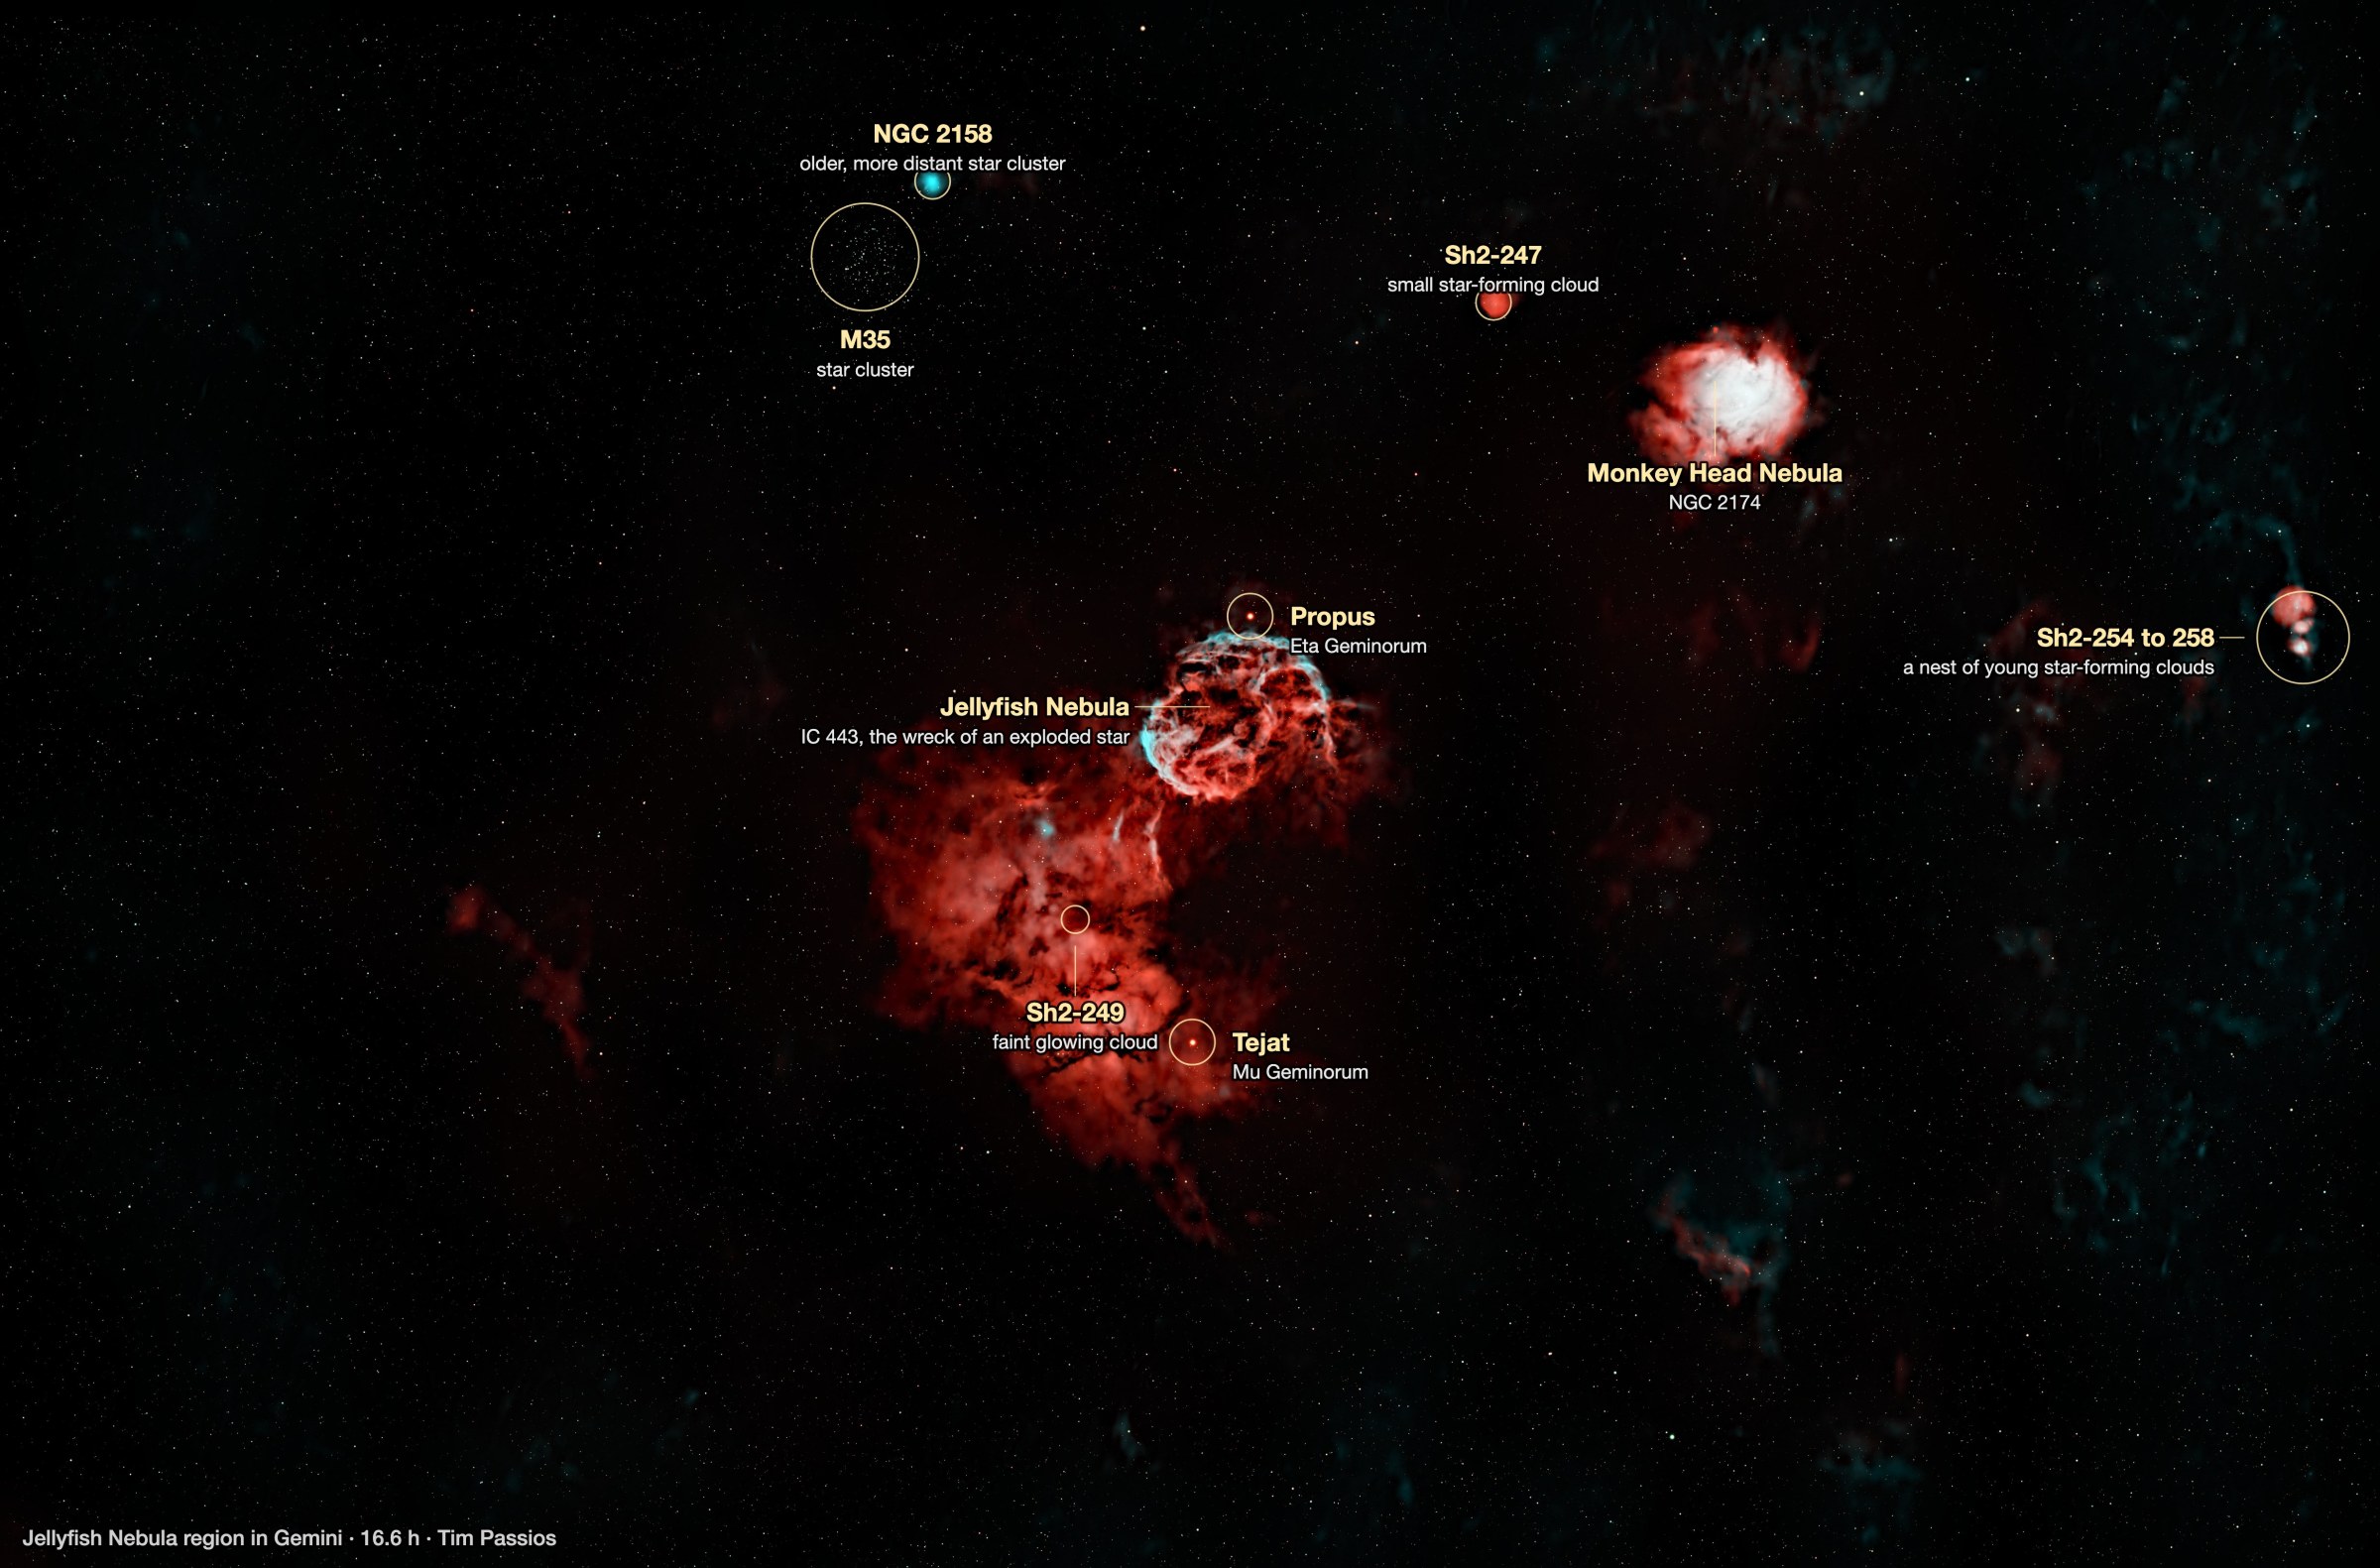 NGC 2158
older, more distant star cluster
M35
star cluster
Sh2-247
small star-forming cloud
Monkey Head Nebula
NGC 2174
Propus
Eta Geminorum
Sh2-254 to 258
a nest of young star-forming clouds
Jellyfish Nebula
IC 443, the wreck of an exploded star
Sh2-249
faint glowing cloud
Tejat
Mu Geminorum
Jellyfish Nebula region in Gemini · 16.6 h · Tim Passios